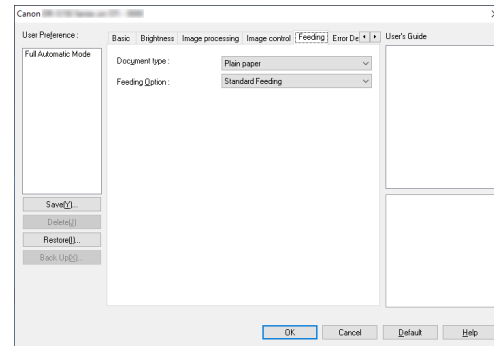 Canon
User Preference :
Full Automatic Mode
Save(Y)...
Delete(J)
Restore(I)...
Back Up(X)...
Basic Brightness Image processing Image control Feeding Error De
Document type : Plain paper
Feeding Option : Standard Feeding
User's Guide
OK Cancel Default Help